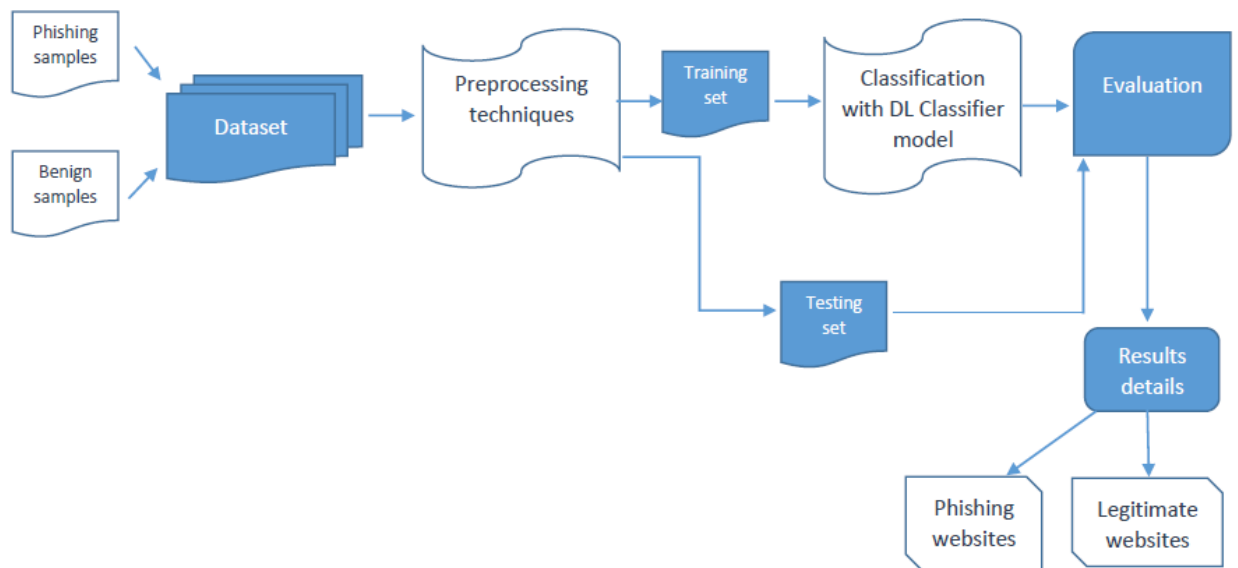 Phishing
samples
Benign
samples
Dataset
Preprocessing
techniques
Training
set
Classification
with DL Classifier
model
Evaluation
Testing
set
Results
details
Phishing
websites
Legitimate
websites